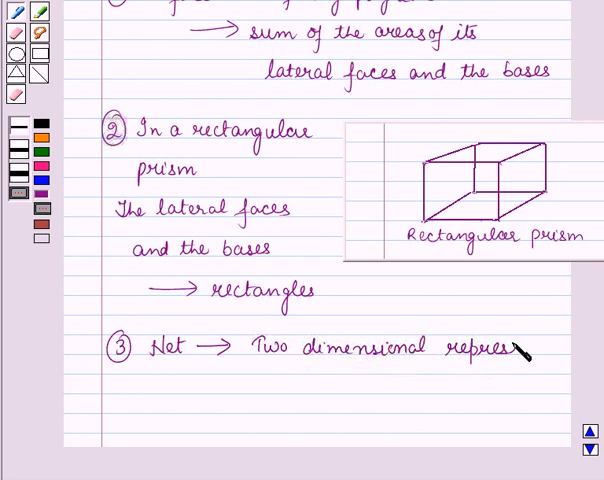 → sum of the areas of its
lateral faces and the bases
② In a rectangular
prism
The lateral faces
and the bases
→ rectangles
Rectangular prism
③ Net → Two dimensional repres